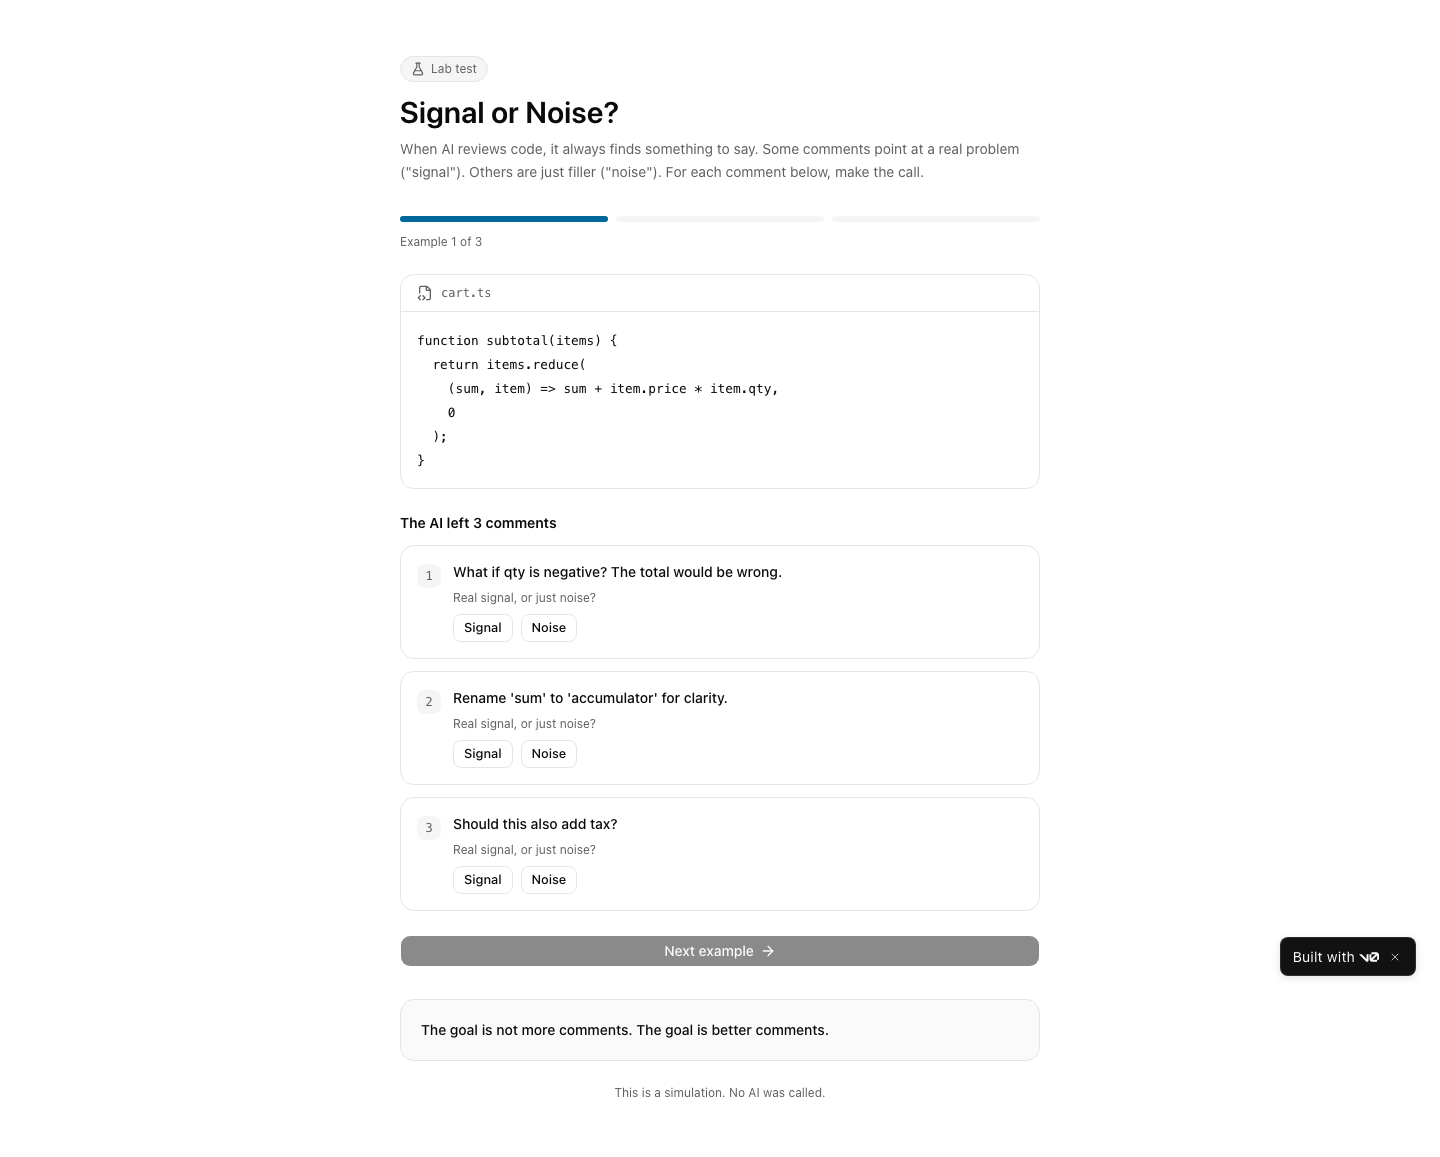 Lab test
Signal or Noise?
When AI reviews code, it always finds something to say. Some comments point at a real problem
("signal"). Others are just filler ("noise"). For each comment below, make the call.
Example 1 of 3
cart.ts
function subtotal(items) {
  return items.reduce(
    (sum, item) => sum + item.price * item.qty,
    0
  );
}
The AI left 3 comments
1 What if qty is negative? The total would be wrong.
Real signal, or just noise?
Signal Noise
2 Rename 'sum' to 'accumulator' for clarity.
Real signal, or just noise?
Signal Noise
3 Should this also add tax?
Real signal, or just noise?
Signal Noise
Next example →
Built with v0 ×
The goal is not more comments. The goal is better comments.
This is a simulation. No AI was called.